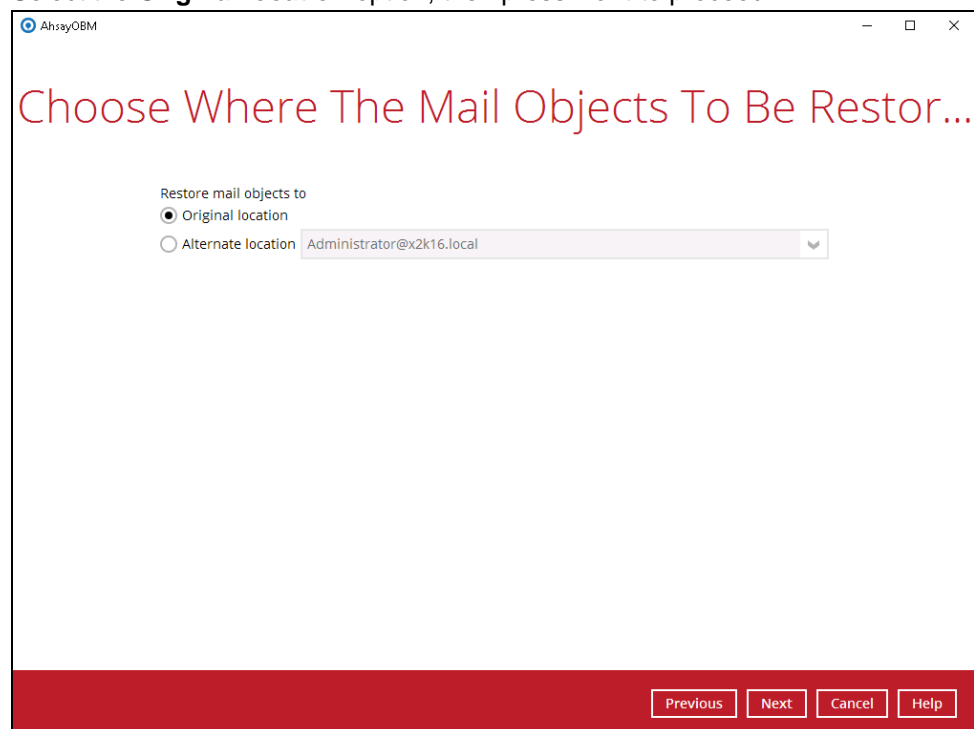 AhsayOBM
Choose Where The Mail Objects To Be Restor...
Restore mail objects to
Original location
Alternate location Administrator@x2k16.local
Previous Next Cancel Help